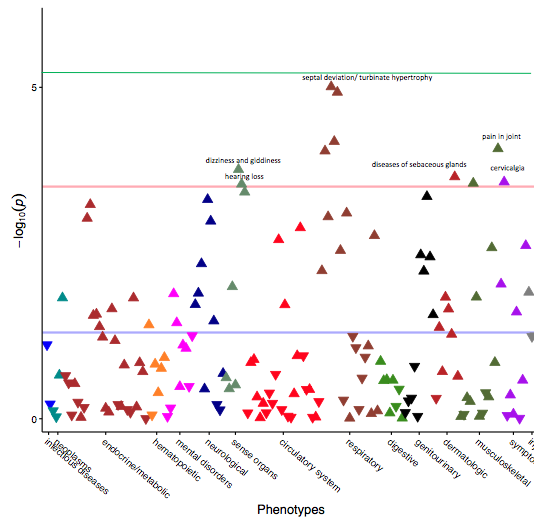 septal deviation/ turbinate hypertrophy
5
pain in joint
dizziness and giddiness
diseases of sebaceous glands
cervicalgia
hearing loss
−log10(p)
0
infectious diseases
neoplasms
endocrine/metabolic
hematopoietic
mental disorders
neurological
sense organs
circulatory system
respiratory
digestive
genitourinary
dermatologic
musculoskeletal
sympto
inj
Phenotypes